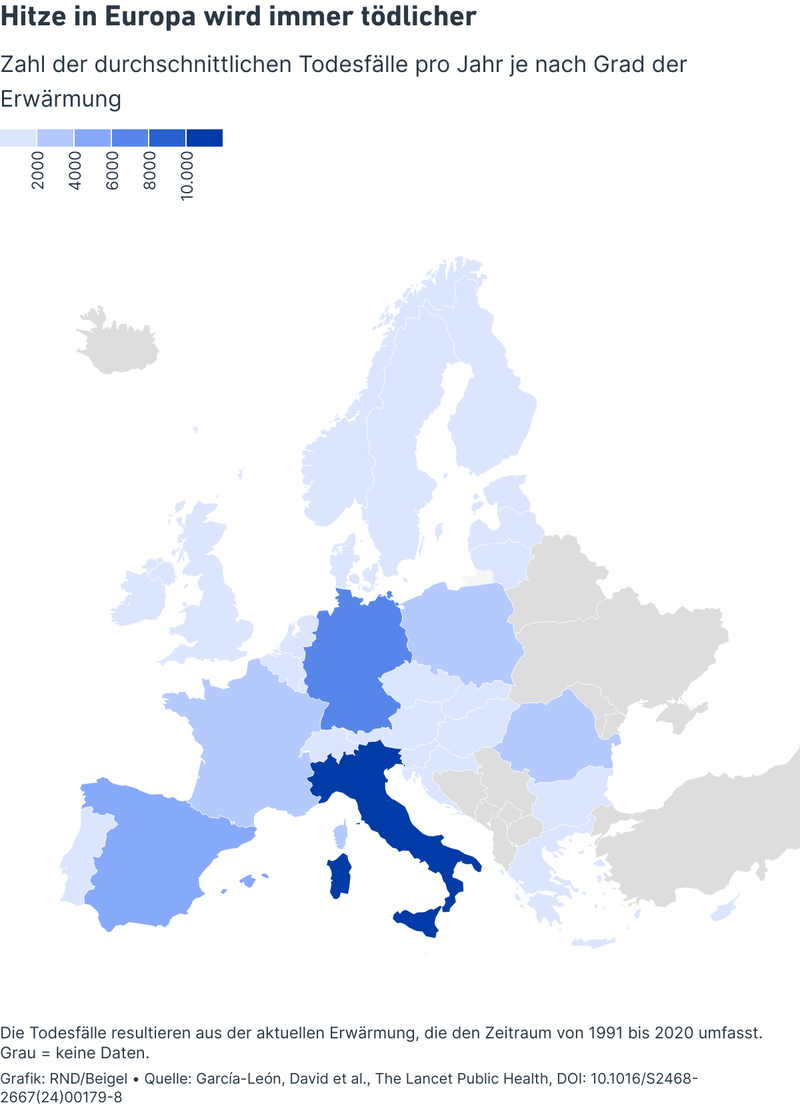 Hitze in Europa wird immer tödlicher
Zahl der durchschnittlichen Todesfälle pro Jahr je nach Grad der
Erwärmung
2000
4000
6000
8000
10.000
Die Todesfälle resultieren aus der aktuellen Erwärmung, die den Zeitraum von 1991 bis 2020 umfasst.
Grau = keine Daten.
Grafik: RND/Beigel • Quelle: García-León, David et al., The Lancet Public Health, DOI: 10.1016/S2468-
2667(24)00179-8